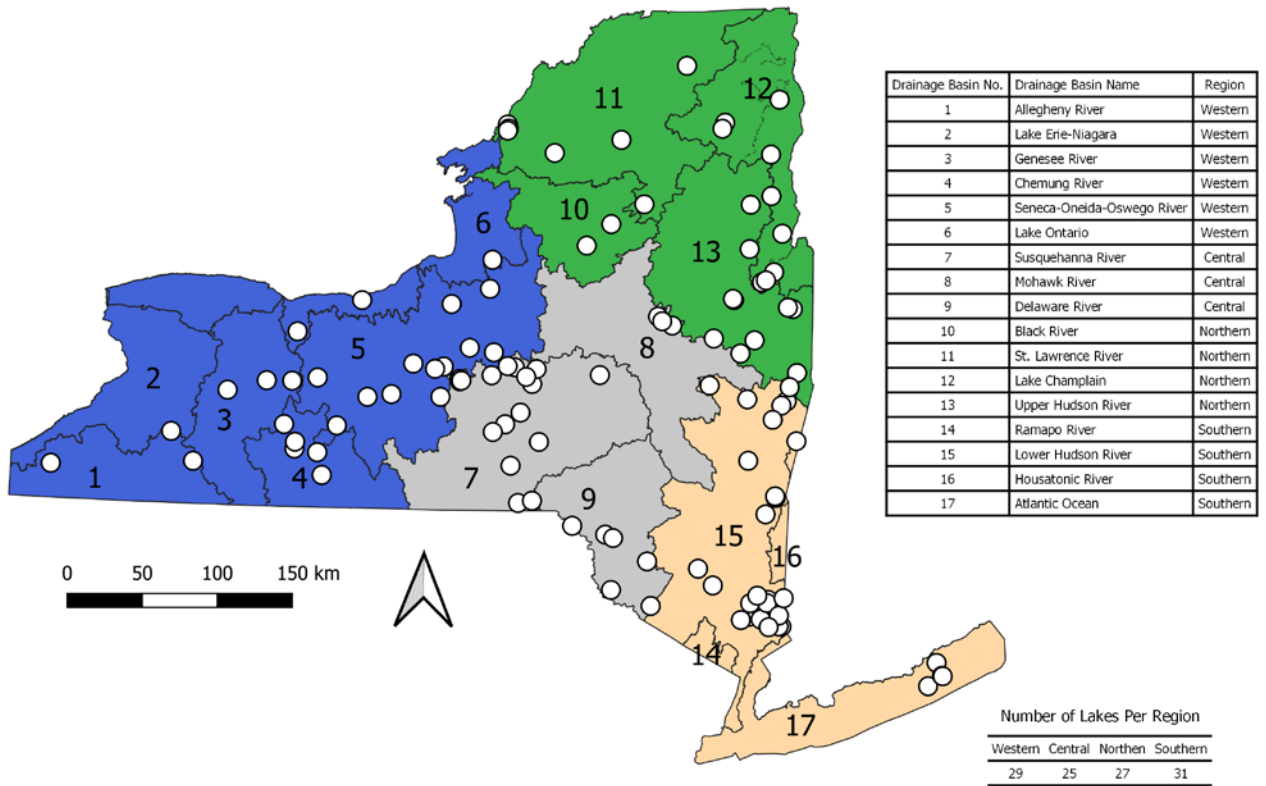 11
12
10
6
13
5
8
2
3
1
4
7
9
15
16
14
17
0 50 100 150 km
Drainage Basin No. Drainage Basin Name Region
1 Allegheny River Western
2 Lake Erie-Niagara Western
3 Genesee River Western
4 Chemung River Western
5 Seneca-Oneida-Oswego River Western
6 Lake Ontario Western
7 Susquehanna River Central
8 Mohawk River Central
9 Delaware River Central
10 Black River Northern
11 St. Lawrence River Northern
12 Lake Champlain Northern
13 Upper Hudson River Northern
14 Ramapo River Southern
15 Lower Hudson River Southern
16 Housatonic River Southern
17 Atlantic Ocean Southern
Number of Lakes Per Region
Western Central Northen Southern
29 25 27 31